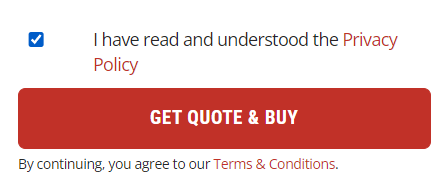 I have read and understood the Privacy
Policy
GET QUOTE & BUY
By continuing, you agree to our Terms & Conditions.